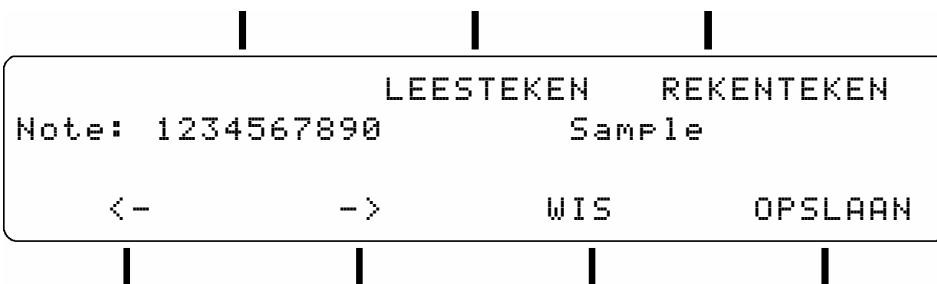 LEESTEKEN REKENTEKEN
Note: 1234567890 Sample
<- -> WIS OPSLAAN